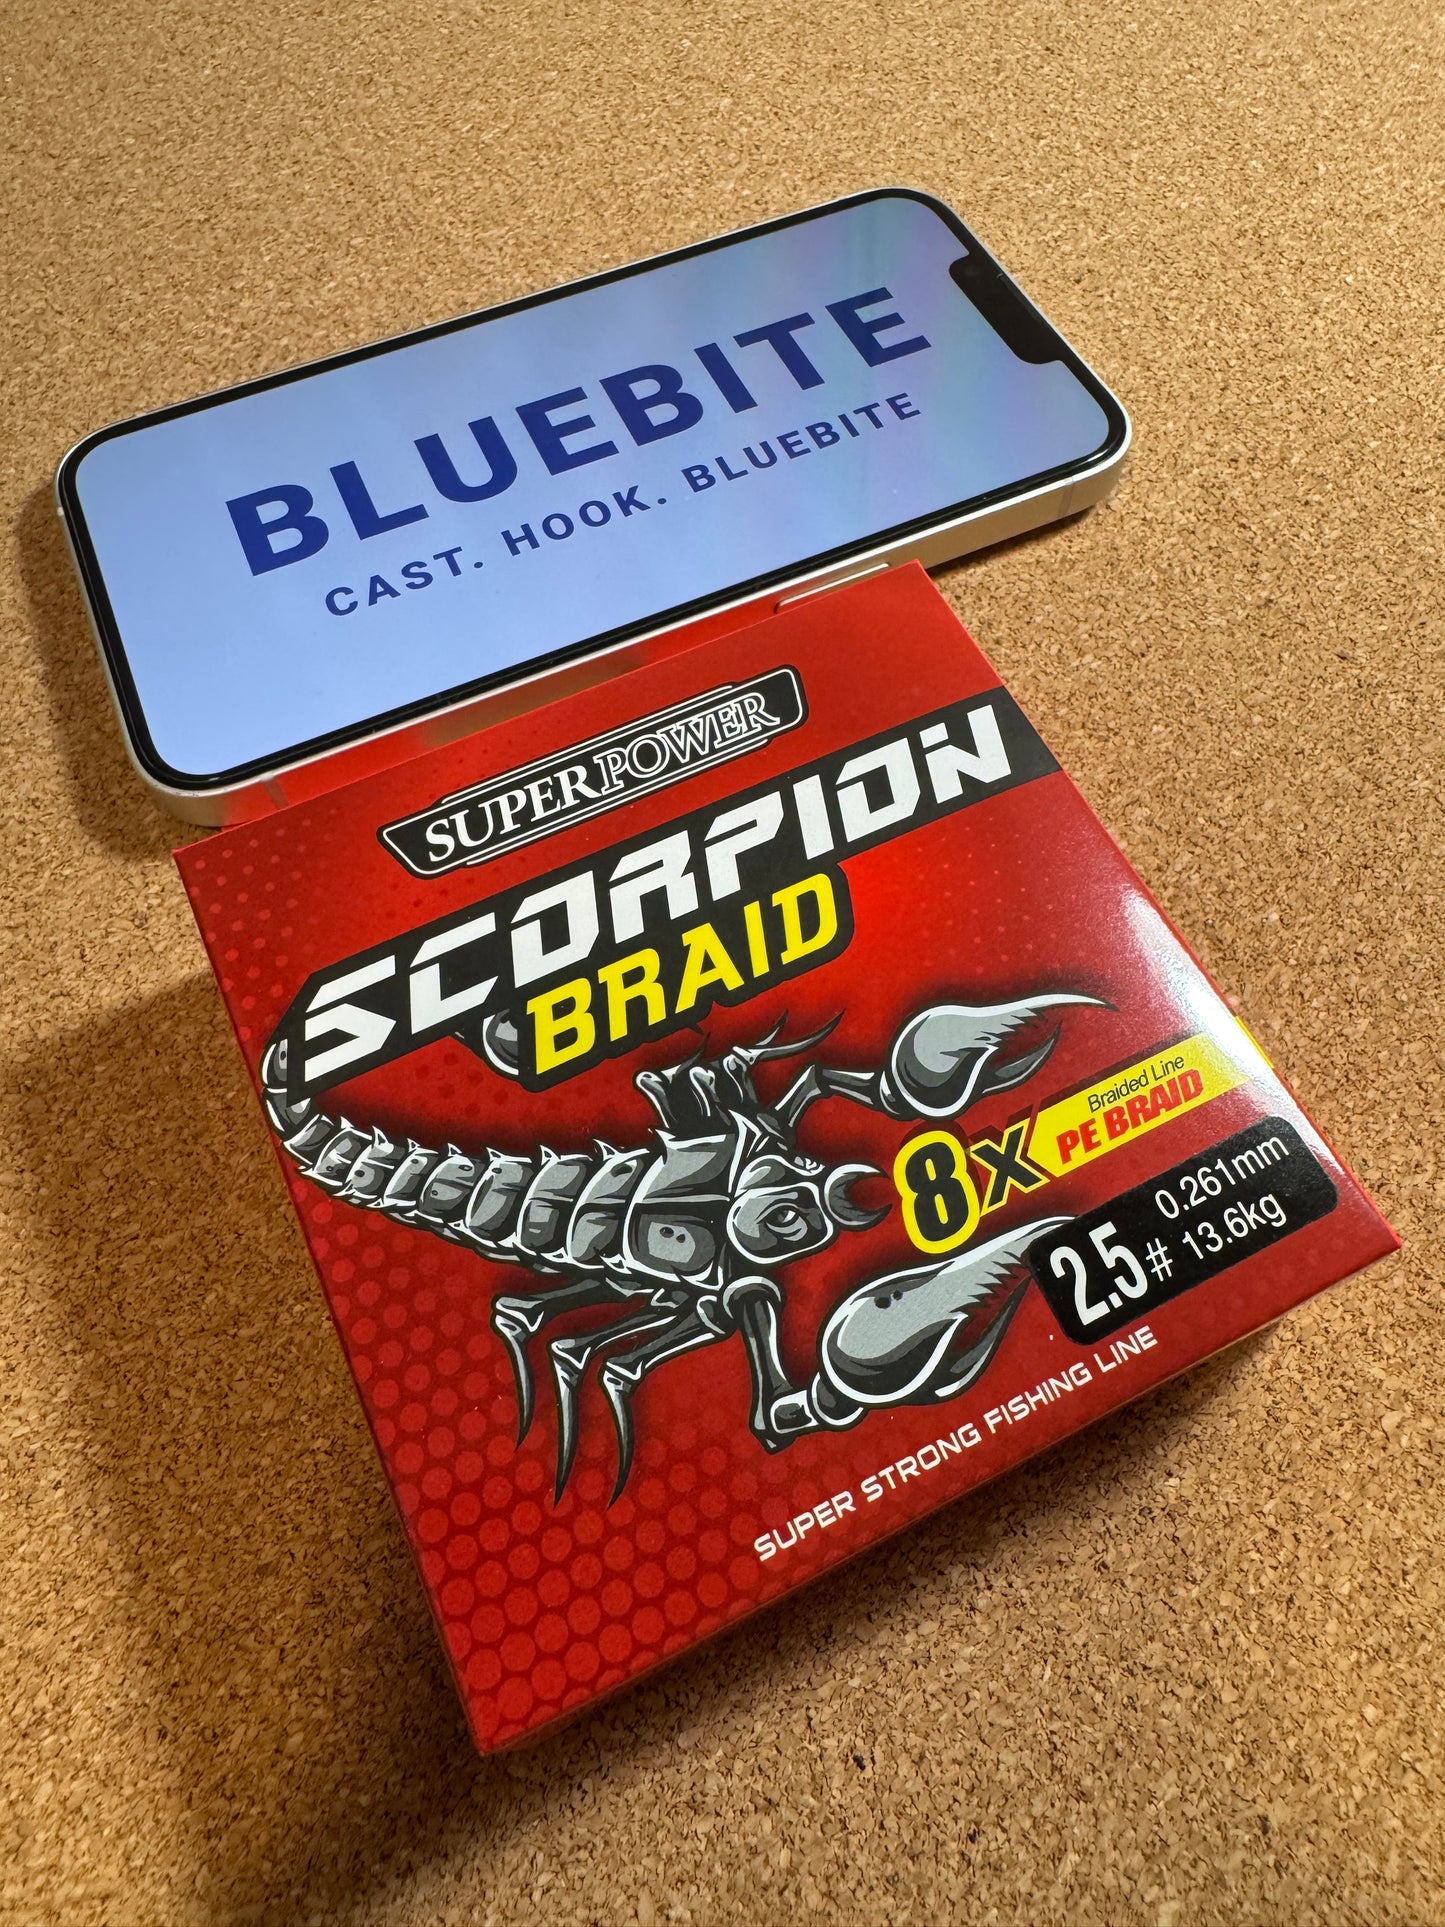 BLUEBITE
CAST. HOOK. BLUEBITE
SUPERPOWER
SCORPION
BRAID
8X
Braided Line
PE BRAID
2.5#
0.261mm
13.6kg
SUPER STRONG FISHING LINE